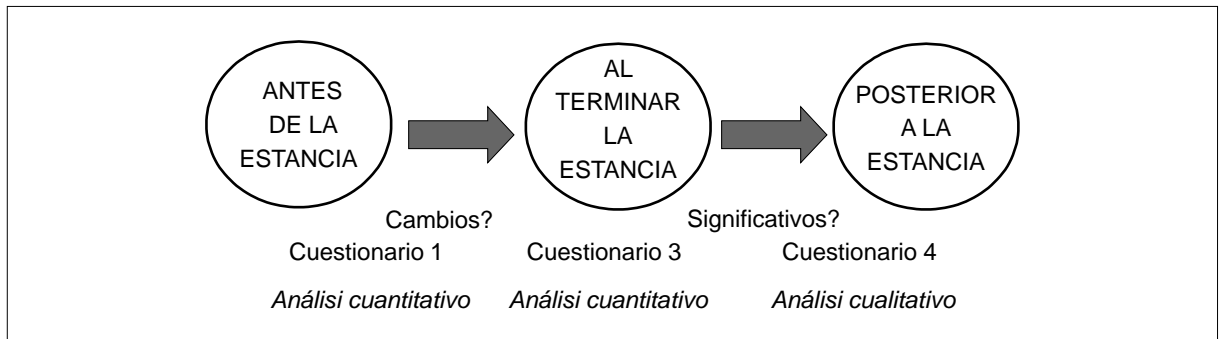 ANTES
DE LA
ESTANCIA
AL
TERMINAR
LA
ESTANCIA
POSTERIOR
A LA
ESTANCIA
Cambios?
Significativos?
Cuestionario 1
Cuestionario 3
Cuestionario 4
Análisi cuantitativo
Análisi cuantitativo
Análisi cualitativo